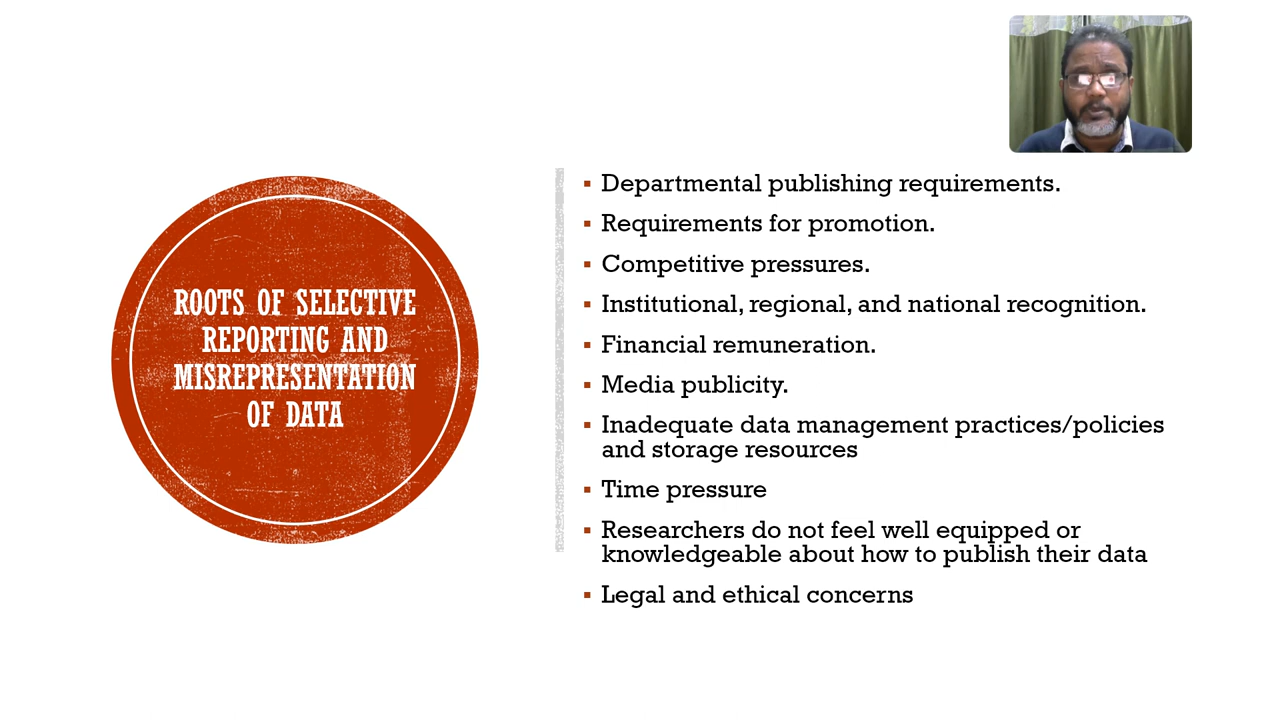 ROOTS OF SELECTIVE
REPORTING AND
MISREPRESENTATION
OF DATA
Departmental publishing requirements.
Requirements for promotion.
Competitive pressures.
Institutional, regional, and national recognition.
Financial remuneration.
Media publicity.
Inadequate data management practices/policies
and storage resources
Time pressure
Researchers do not feel well equipped or
knowledgeable about how to publish their data
Legal and ethical concerns